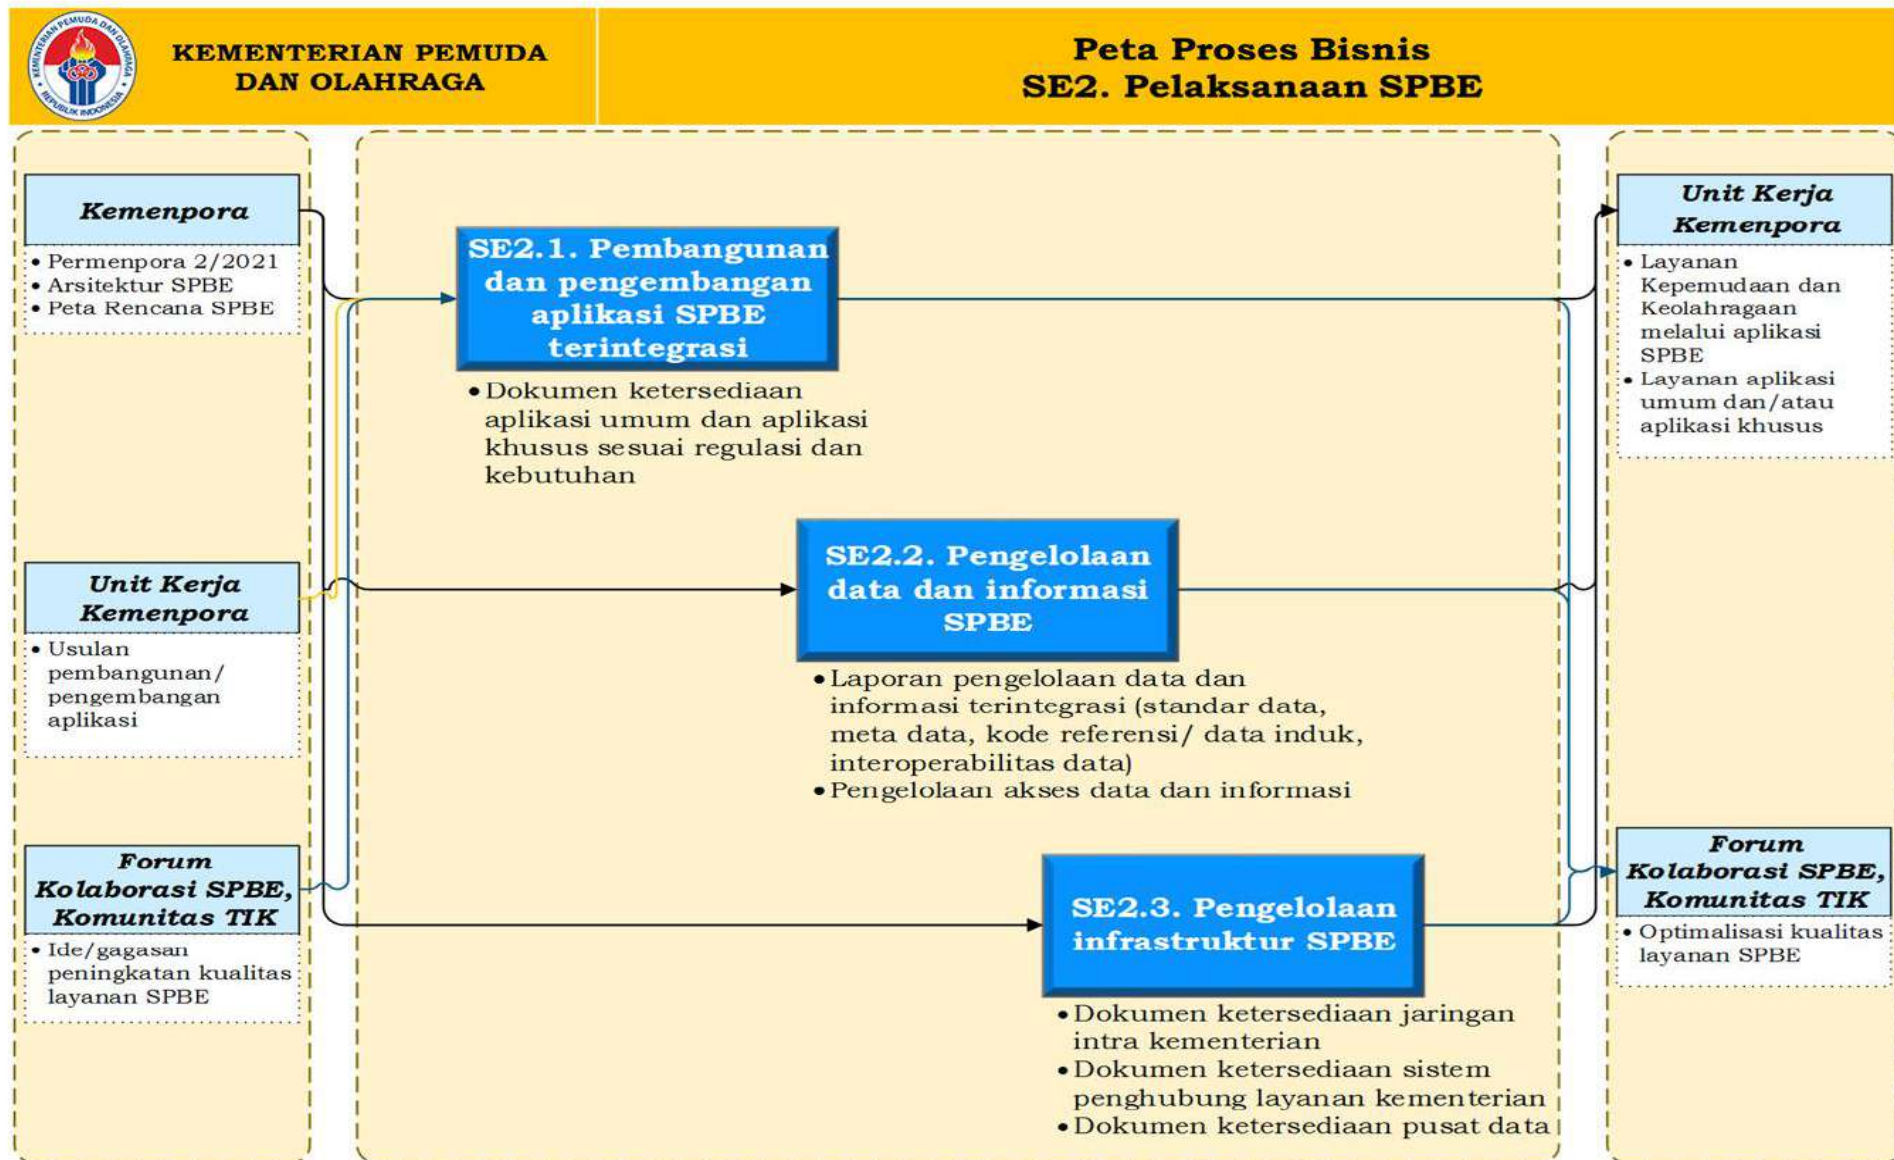 KEMENTERIAN PEMUDA DAN OLAHRAGA
REPUBLIK INDONESIA
KEMENTERIAN PEMUDA
DAN OLAHRAGA
Peta Proses Bisnis
SE2. Pelaksanaan SPBE
Kemenpora
• Permenpora 2/2021
• Arsitektur SPBE
• Peta Rencana SPBE
Unit Kerja
Kemenpora
• Usulan
pembangunan/
pengembangan
aplikasi
Forum
Kolaborasi SPBE,
Komunitas TIK
• Ide/gagasan
peningkatan kualitas
layanan SPBE
SE2.1. Pembangunan
dan pengembangan
aplikasi SPBE
terintegrasi
• Dokumen ketersediaan
aplikasi umum dan aplikasi
khusus sesuai regulasi dan
kebutuhan
SE2.2. Pengelolaan
data dan informasi
SPBE
• Laporan pengelolaan data dan
informasi terintegrasi (standar data,
meta data, kode referensi/ data induk,
interoperabilitas data)
• Pengelolaan akses data dan informasi
SE2.3. Pengelolaan
infrastruktur SPBE
• Dokumen ketersediaan jaringan
intra kementerian
• Dokumen ketersediaan sistem
penghubung layanan kementerian
• Dokumen ketersediaan pusat data
Unit Kerja
Kemenpora
• Layanan
Kepemudaan dan
Keolahragaan
melalui aplikasi
SPBE
• Layanan aplikasi
umum dan/atau
aplikasi khusus
Forum
Kolaborasi SPBE,
Komunitas TIK
• Optimalisasi kualitas
layanan SPBE